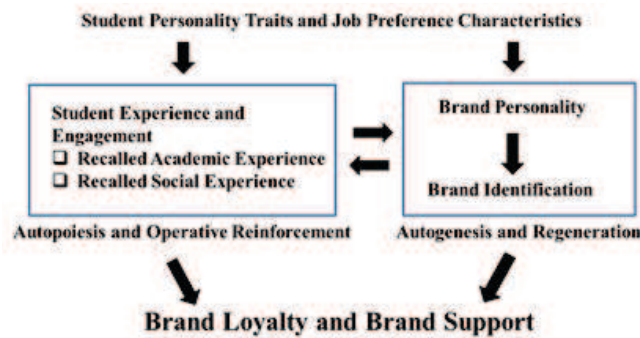 Student Personality Traits and Job Preference Characteristics
Student Experience and
Engagement
❑ Recalled Academic Experience
❑ Recalled Social Experience
Autopoiesis and Operative Reinforcement
Brand Personality
Brand Identification
Autogenesis and Regeneration
Brand Loyalty and Brand Support